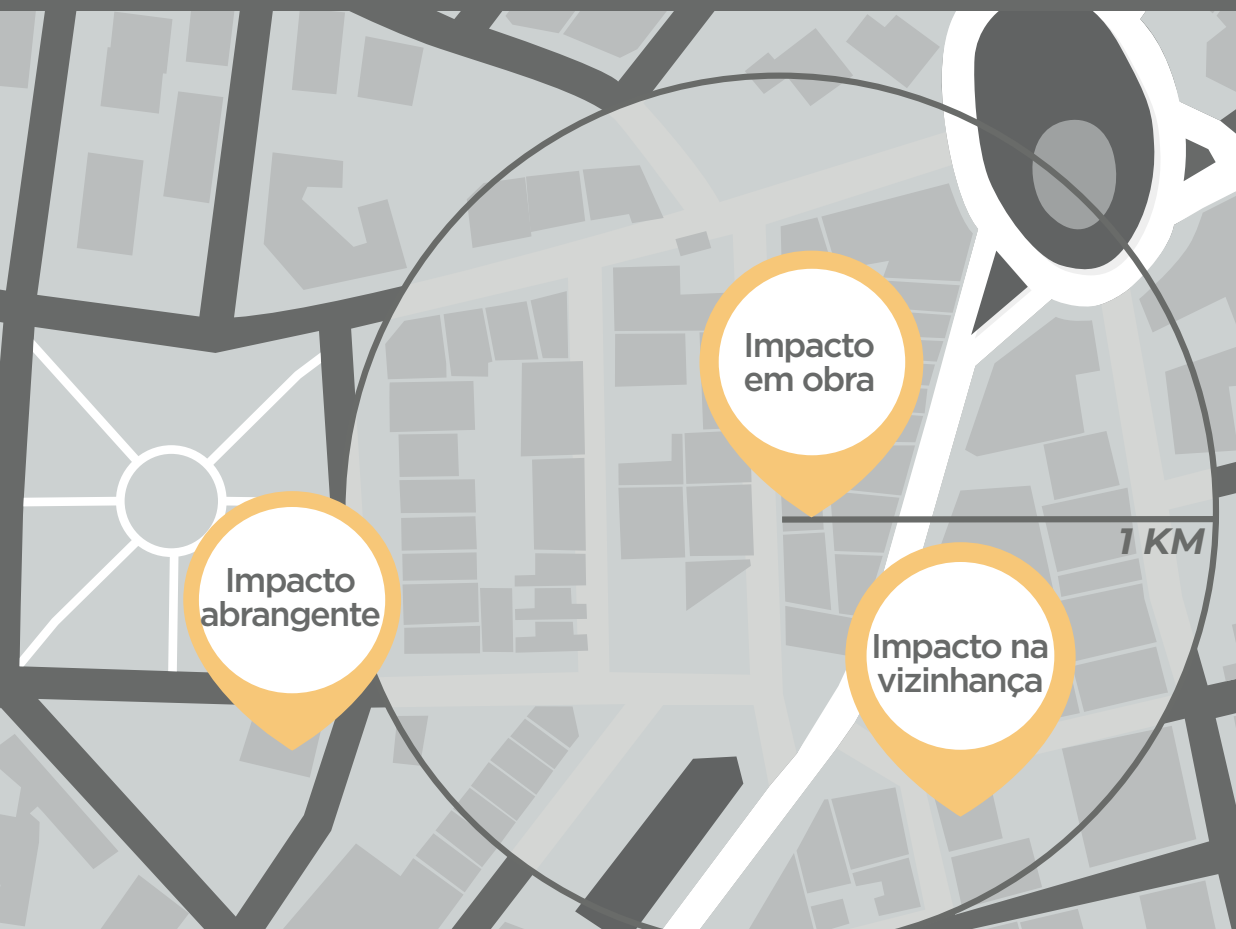 Impacto
em obra
1 KM
Impacto
abrangente
Impacto na
vizinhança